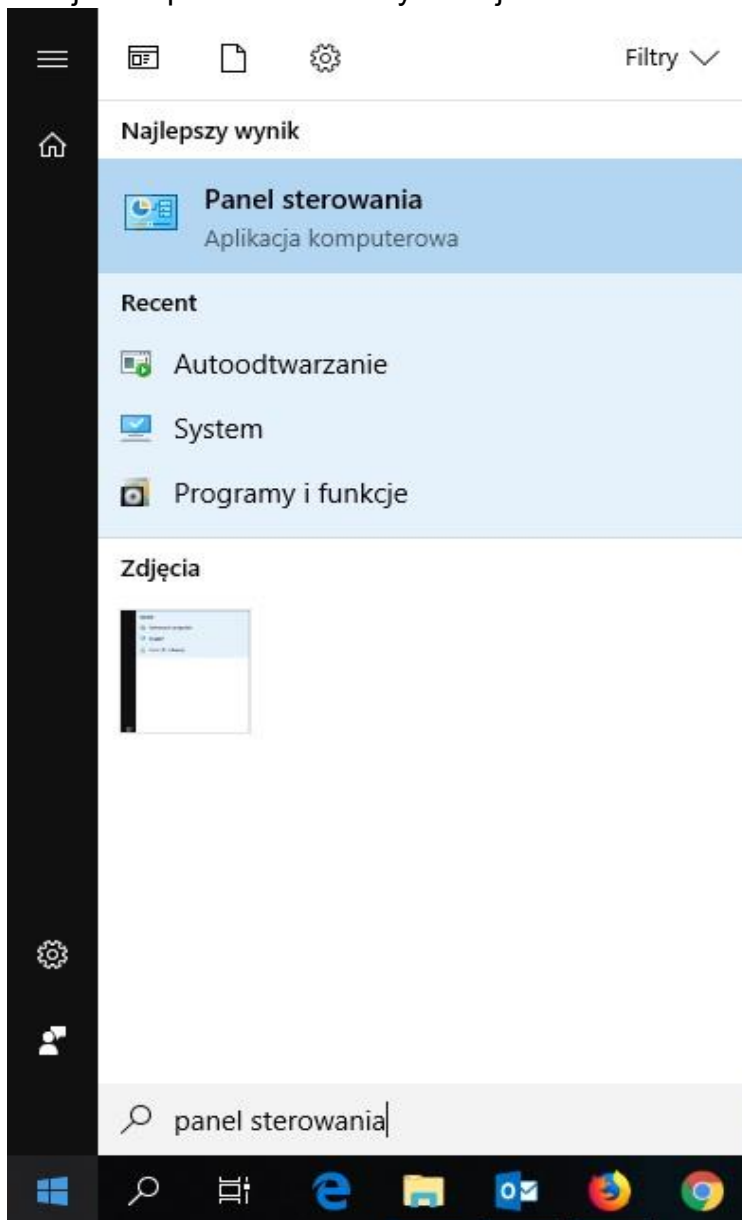 Filtry
Najlepszy wynik
Panel sterowania
Aplikacja komputerowa
Recent
Autoodtwarzanie
System
Programy i funkcje
Zdjęcia
panel sterowania